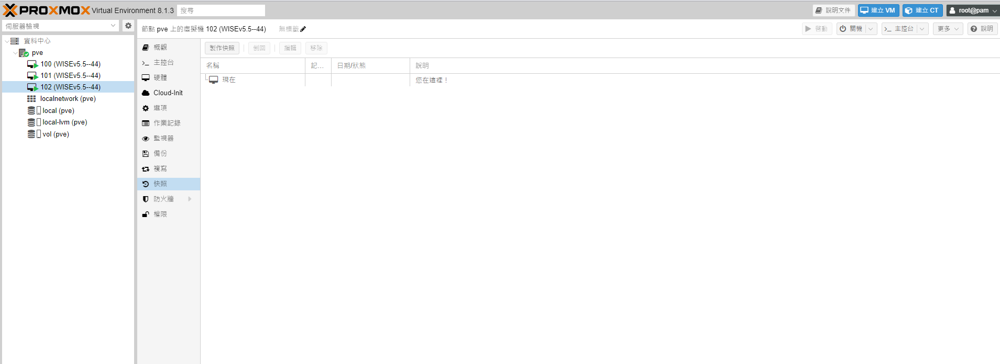 PROXMOX Virtual Environment 8.1.3 搜尋 說明文件 建立 VM 建立 CT root@pam
伺服器檢視
節點 pve 上的虛擬機 102 (WISEv5.5--44) 無標籤 啓動 關機 主控台 更多 說明
資料中心
pve
100 (WISEv5.5--44)
101 (WISEv5.5--44)
102 (WISEv5.5--44)
localnetwork (pve)
local (pve)
local-lvm (pve)
vol (pve)
概觀
主控台
硬體
Cloud-Init
選項
作業記錄
監視器
備份
複寫
快照
防火牆
權限
製作快照 倒回 編輯 移除
名稱 記... 日期/狀態 說明
現在 您在這裡！